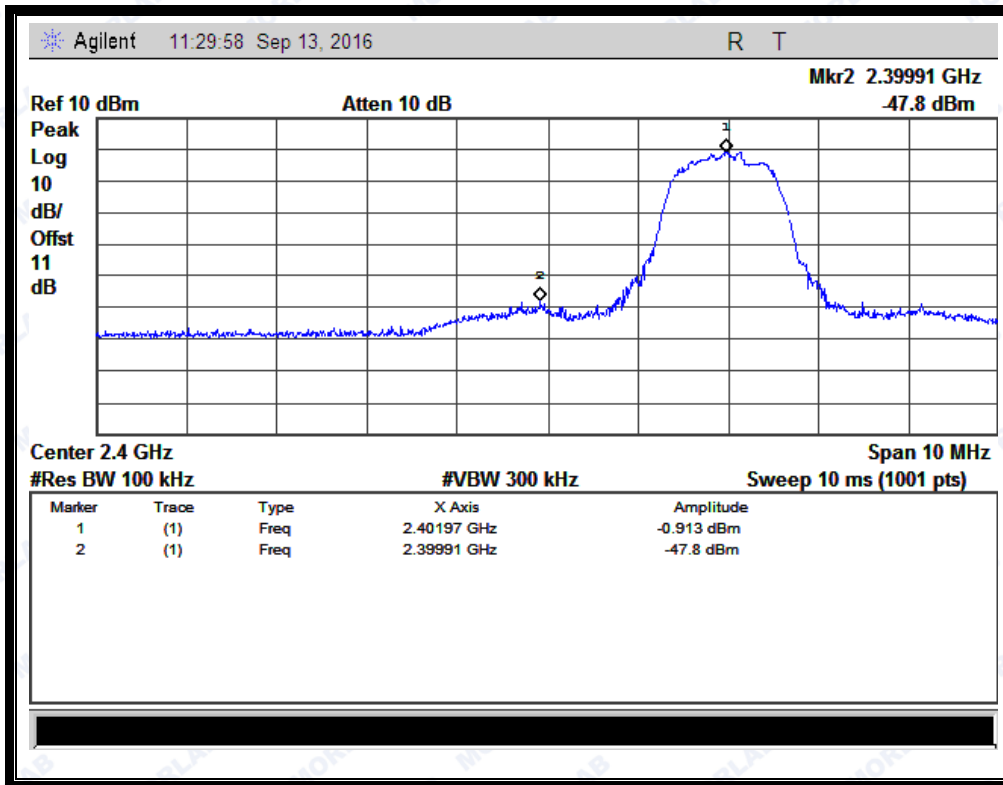 Agilent 11:29:58 Sep 13, 2016 R T
Mkr2 2.39991 GHz
Ref 10 dBm Atten 10 dB -47.8 dBm
Peak
Log
10
dB/
Offst
11
dB
1
2
Center 2.4 GHz Span 10 MHz
#Res BW 100 kHz #VBW 300 kHz Sweep 10 ms (1001 pts)
Marker Trace Type X Axis Amplitude
1 (1) Freq 2.40197 GHz -0.913 dBm
2 (1) Freq 2.39991 GHz -47.8 dBm